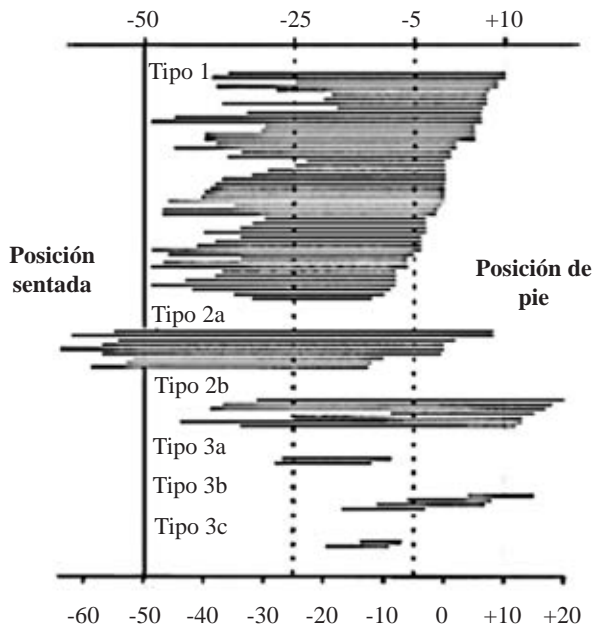 -50 -25 -5 +10
Tipo 1
Posición
sentada
Posición de
pie
Tipo 2a
Tipo 2b
Tipo 3a
Tipo 3b
Tipo 3c
-60 -50 -40 -30 -20 -10 0 +10 +20